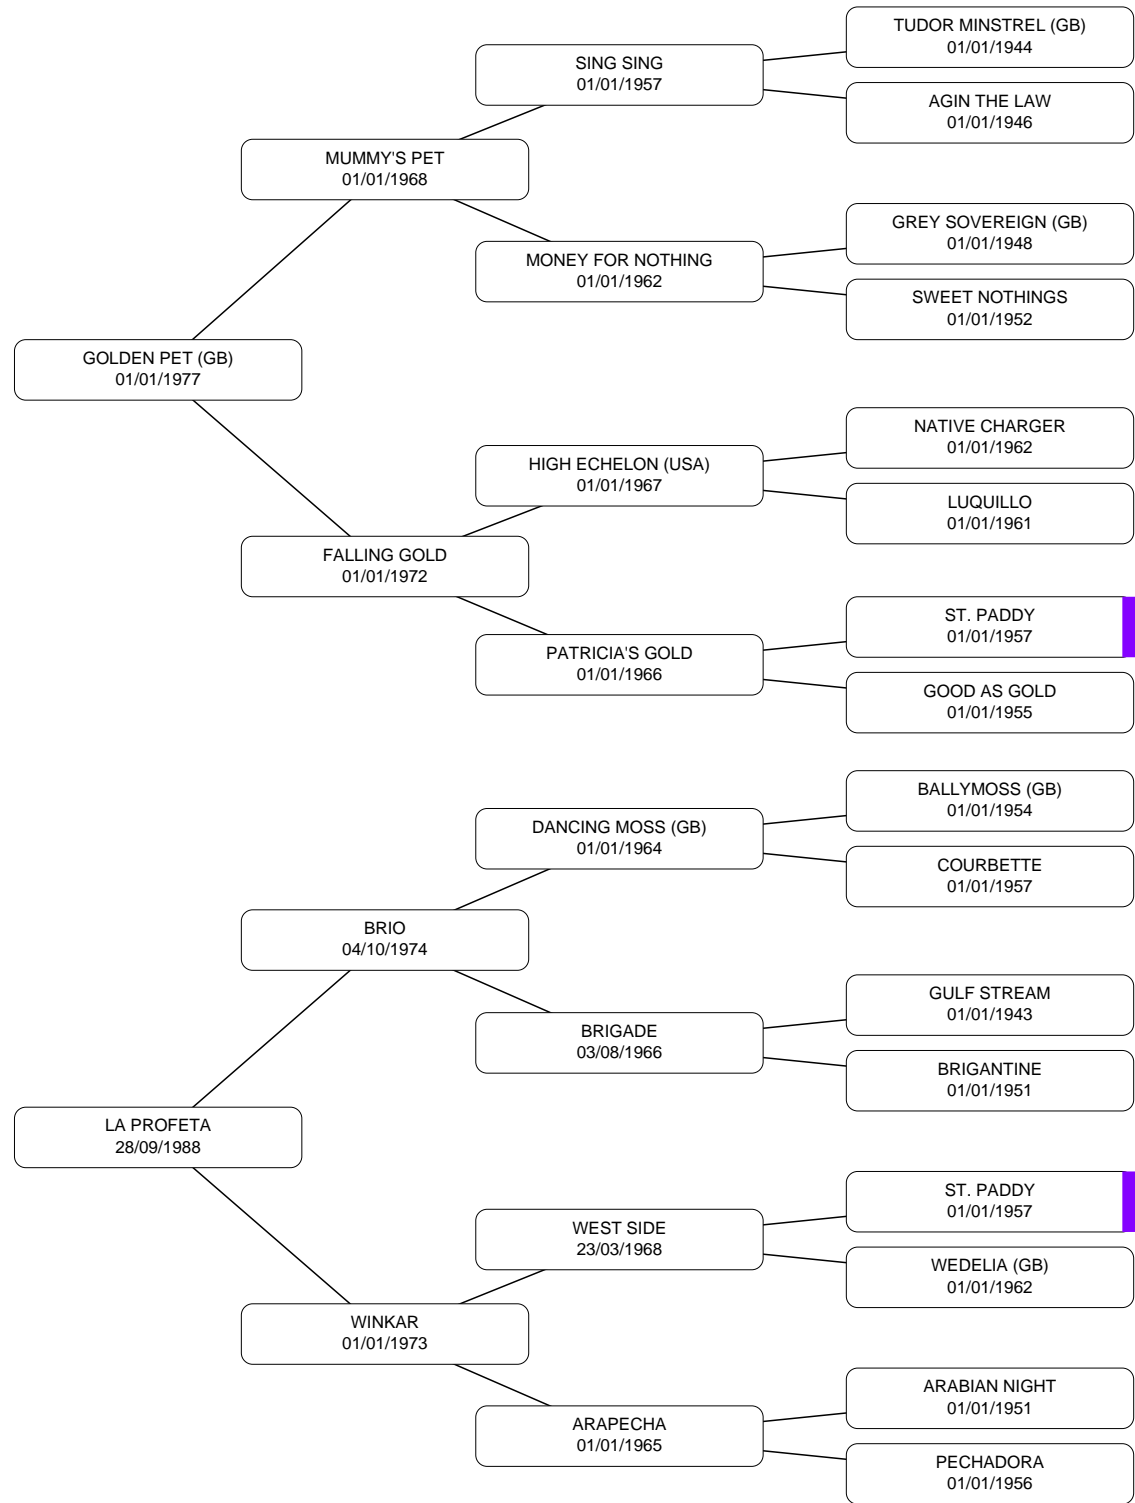 TUDOR MINSTREL (GB)
01/01/1944
SING SING
01/01/1957
AGIN THE LAW
01/01/1946
MUMMY'S PET
01/01/1968
GREY SOVEREIGN (GB)
01/01/1948
MONEY FOR NOTHING
01/01/1962
SWEET NOTHINGS
01/01/1952
GOLDEN PET (GB)
01/01/1977
NATIVE CHARGER
01/01/1962
HIGH ECHELON (USA)
01/01/1967
LUQUILLO
01/01/1961
FALLING GOLD
01/01/1972
ST. PADDY
01/01/1957
PATRICIA'S GOLD
01/01/1966
GOOD AS GOLD
01/01/1955
BALLYMOSS (GB)
01/01/1954
DANCING MOSS (GB)
01/01/1964
COURBETTE
01/01/1957
BRIO
04/10/1974
GULF STREAM
01/01/1943
BRIGADE
03/08/1966
BRIGANTINE
01/01/1951
LA PROFETA
28/09/1988
ST. PADDY
01/01/1957
WEST SIDE
23/03/1968
WEDELIA (GB)
01/01/1962
WINKAR
01/01/1973
ARABIAN NIGHT
01/01/1951
ARAPECHA
01/01/1965
PECHADORA
01/01/1956